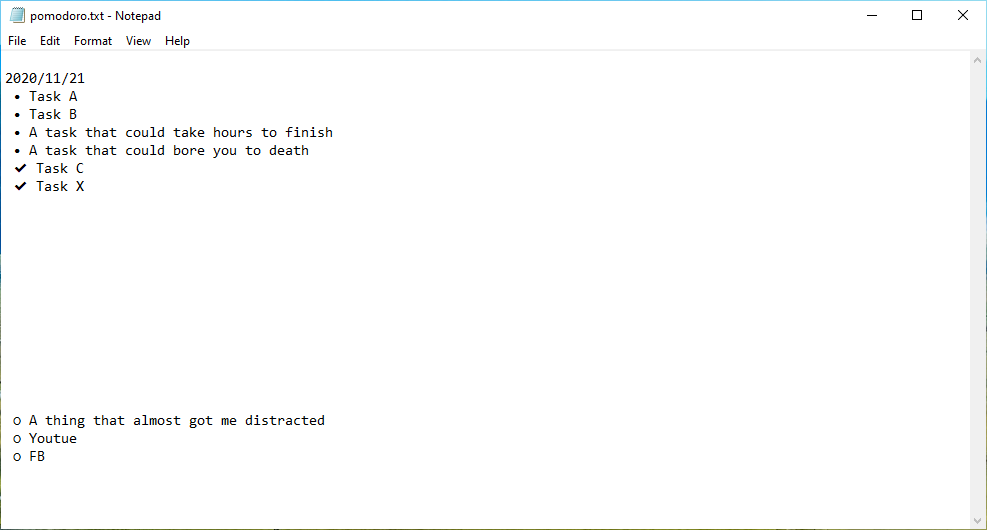 pomodoro.txt - Notepad
File Edit Format View Help
2020/11/21
• Task A
• Task B
• A task that could take hours to finish
• A task that could bore you to death
✔ Task C
✔ Task X
o A thing that almost got me distracted
o Youtue
o FB